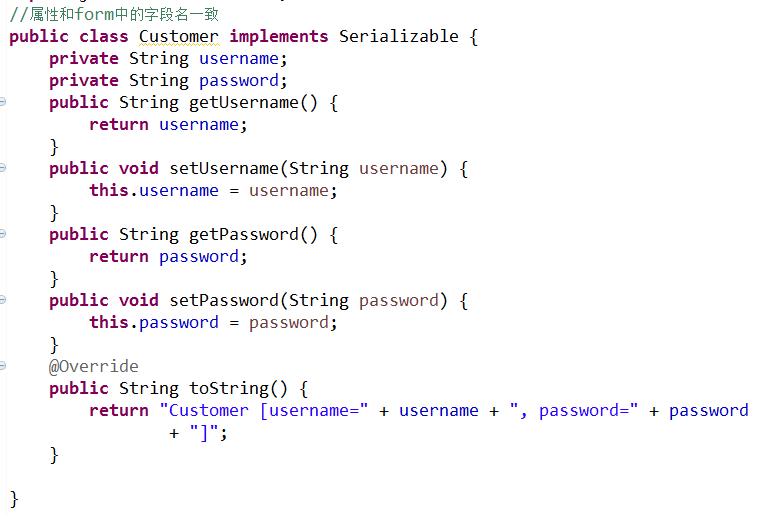 //属性和form中的字段名一致
public class Customer implements Serializable {
    private String username;
    private String password;
    public String getUsername() {
        return username;
    }
    public void setUsername(String username) {
        this.username = username;
    }
    public String getPassword() {
        return password;
    }
    public void setPassword(String password) {
        this.password = password;
    }
    @Override
    public String toString() {
        return "Customer [username=" + username + ", password=" + password
                + "]";
    }
}